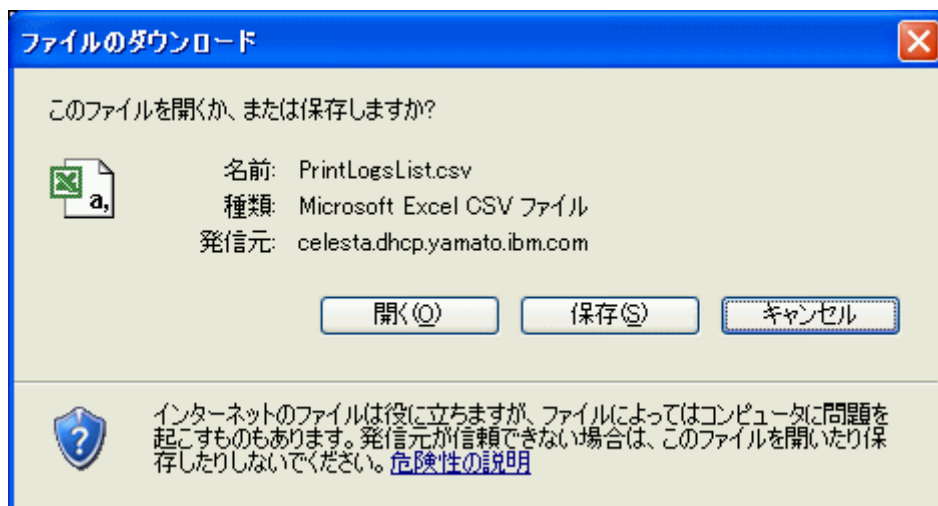 ファイルのダウンロード
このファイルを開くか、または保存しますか?
名前: PrintLogsList.csv
種類: Microsoft Excel CSV ファイル
発信元: celesta.dhcp.yamato.ibm.com
a,
開く(O) 保存(S) キャンセル
インターネットのファイルは役に立ちますが、ファイルによってはコンピュータに問題を
起こすものもあります。発信元が信頼できない場合は、このファイルを開いたり保
存したりしないでください。危険性の説明